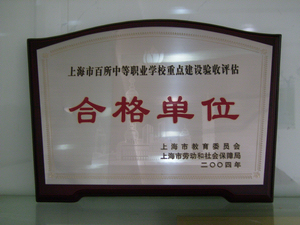 上海市百所中等职业学校重点建设验收评估
合格单位
上海市教育委员会
上海市劳动和社会保障局
二〇〇四年